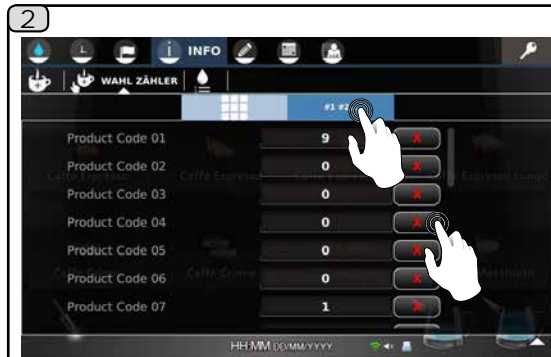 2
INFO
WAHL ZÄHLER
#1 #2
Product Code 01 9 X
Product Code 02 0 X
Product Code 03 0 X
Product Code 04 0 X
Product Code 05 0 X
Product Code 06 0 X
Product Code 07 1 X
HH:MM DD/MM/YYYY